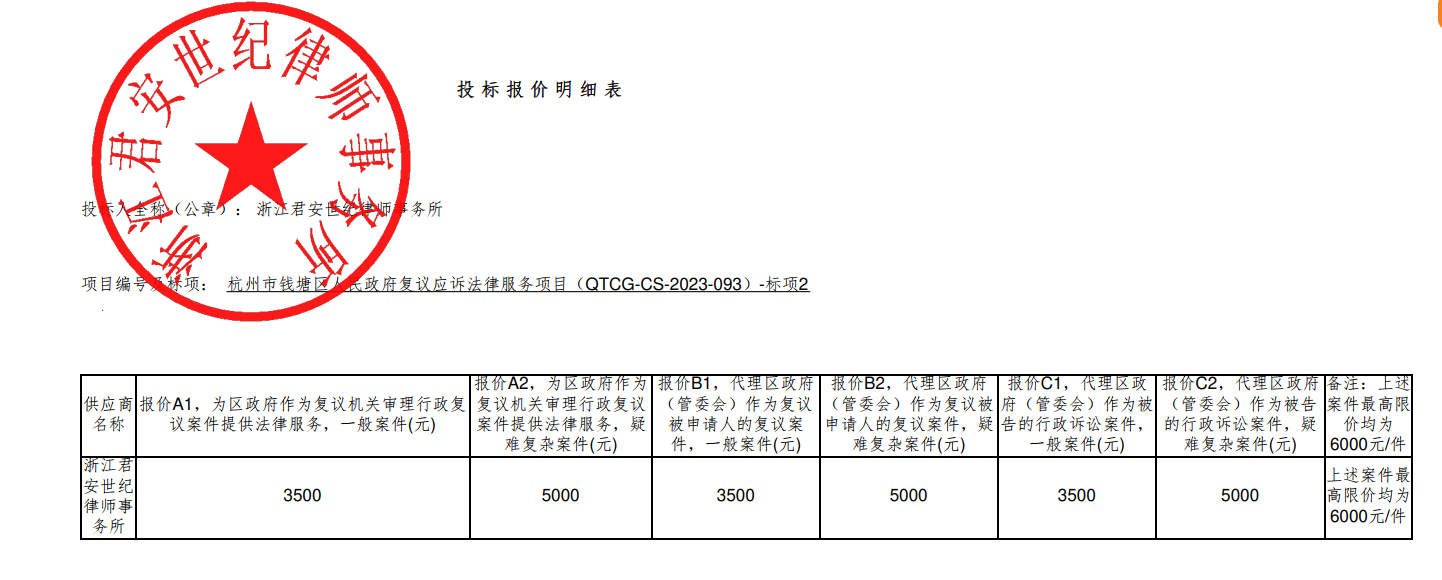 浙江君安世纪律师事务所
投标报价明细表
投标人全称（公章）： 浙江君安世纪律师事务所
项目编号及标项： 杭州市钱塘区人民政府复议应诉法律服务项目（QTCG-CS-2023-093）-标项2
供应商
名称
报价A1，为区政府作为复议机关审理行政复
议案件提供法律服务，一般案件(元)
报价A2，为区政府作为
复议机关审理行政复议
案件提供法律服务，疑
难复杂案件(元)
报价B1，代理区政府
（管委会）作为复议
被申请人的复议案
件，一般案件(元)
报价B2，代理区政府
（管委会）作为复议被
申请人的复议案件，疑
难复杂案件(元)
报价C1，代理区政
府（管委会）作为被
告的行政诉讼案件，
一般案件(元)
报价C2，代理区政府
（管委会）作为被告
的行政诉讼案件，疑
难复杂案件(元)
备注：上述
案件最高限
价均为
6000元/件
浙江君
安世纪
律师事
务所
3500
5000
3500
5000
3500
5000
上述案件最
高限价均为
6000元/件